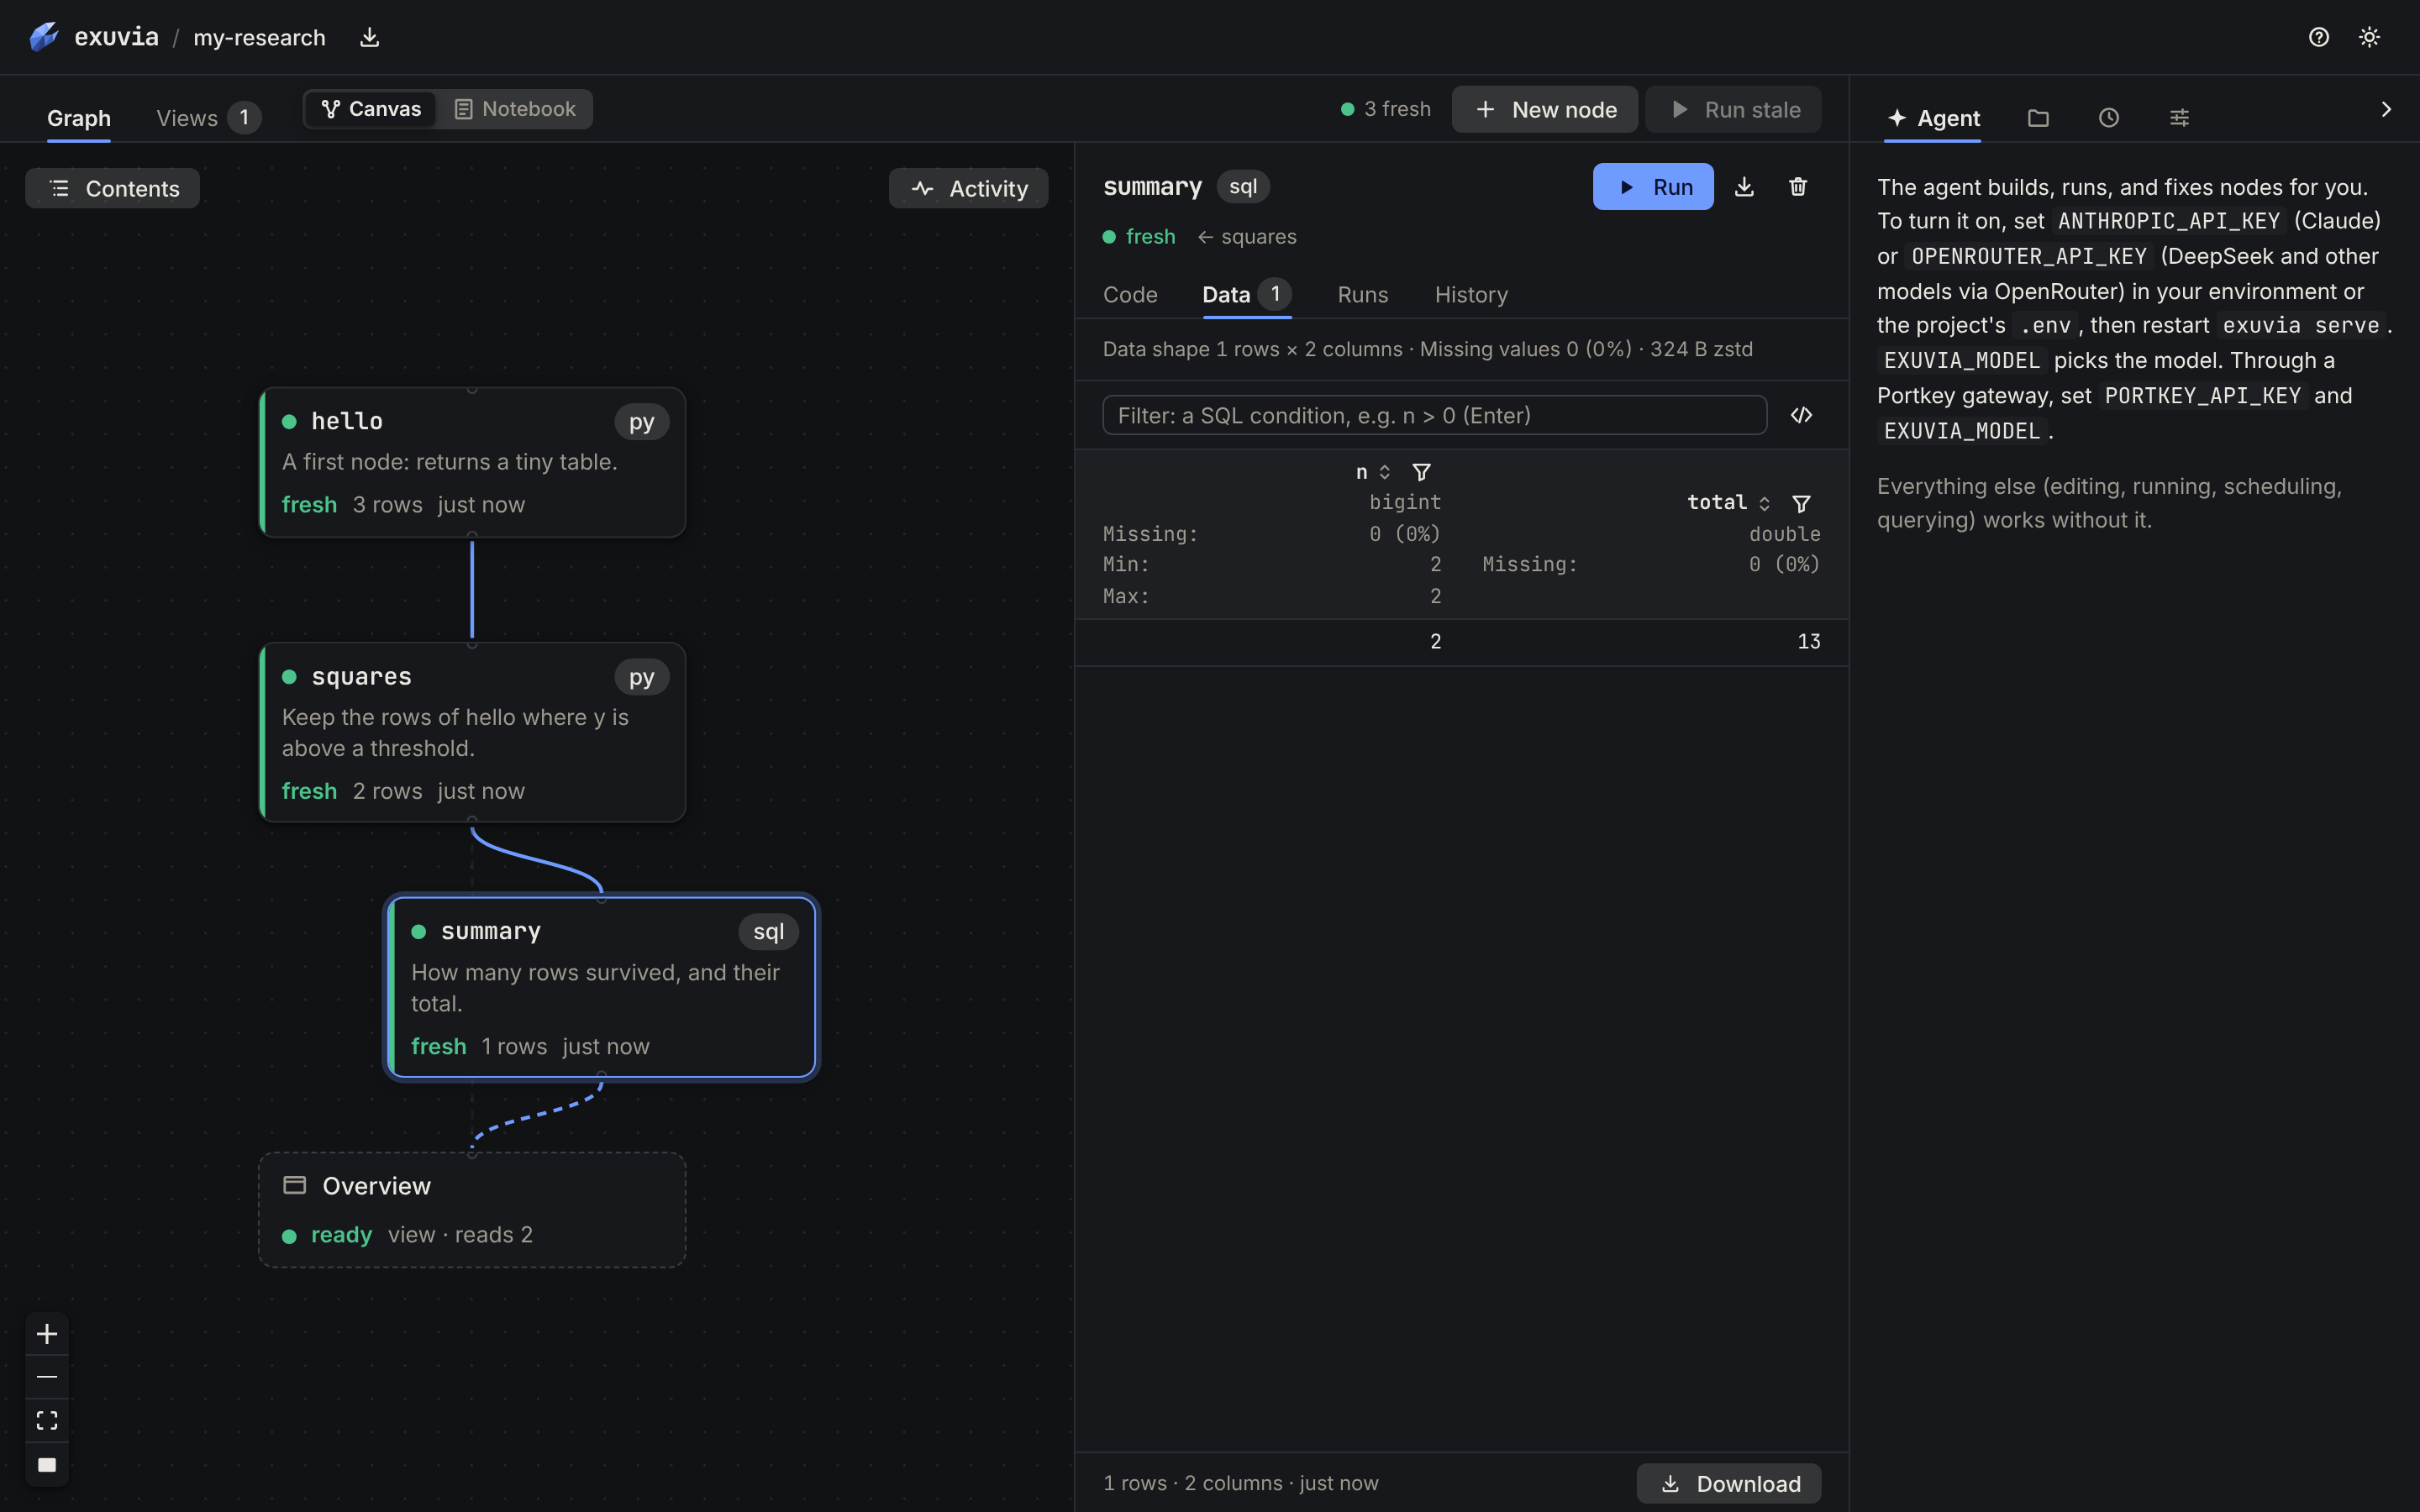 exuvia / my-research
Graph
Views 1
Canvas
Notebook
3 fresh
New node
Run stale
Agent
Contents
Activity
hello
py
A first node: returns a tiny table.
fresh 3 rows just now
squares
py
Keep the rows of hello where y is
above a threshold.
fresh 2 rows just now
summary
sql
How many rows survived, and their
total.
fresh 1 rows just now
Overview
ready view · reads 2
summary sql
Run
fresh ← squares
Code
Data 1
Runs
History
Data shape 1 rows × 2 columns · Missing values 0 (0%) · 324 B zstd
Filter: a SQL condition, e.g. n > 0 (Enter)
n
bigint
Missing: 0 (0%)
Min: 2
Max: 2
total
double
Missing: 0 (0%)
2 13
1 rows · 2 columns · just now
Download
The agent builds, runs, and fixes nodes for you.
To turn it on, set ANTHROPIC_API_KEY (Claude)
or OPENROUTER_API_KEY (DeepSeek and other
models via OpenRouter) in your environment or
the project's .env, then restart exuvia serve.
EXUVIA_MODEL picks the model. Through a
Portkey gateway, set PORTKEY_API_KEY and
EXUVIA_MODEL.
Everything else (editing, running, scheduling,
querying) works without it.